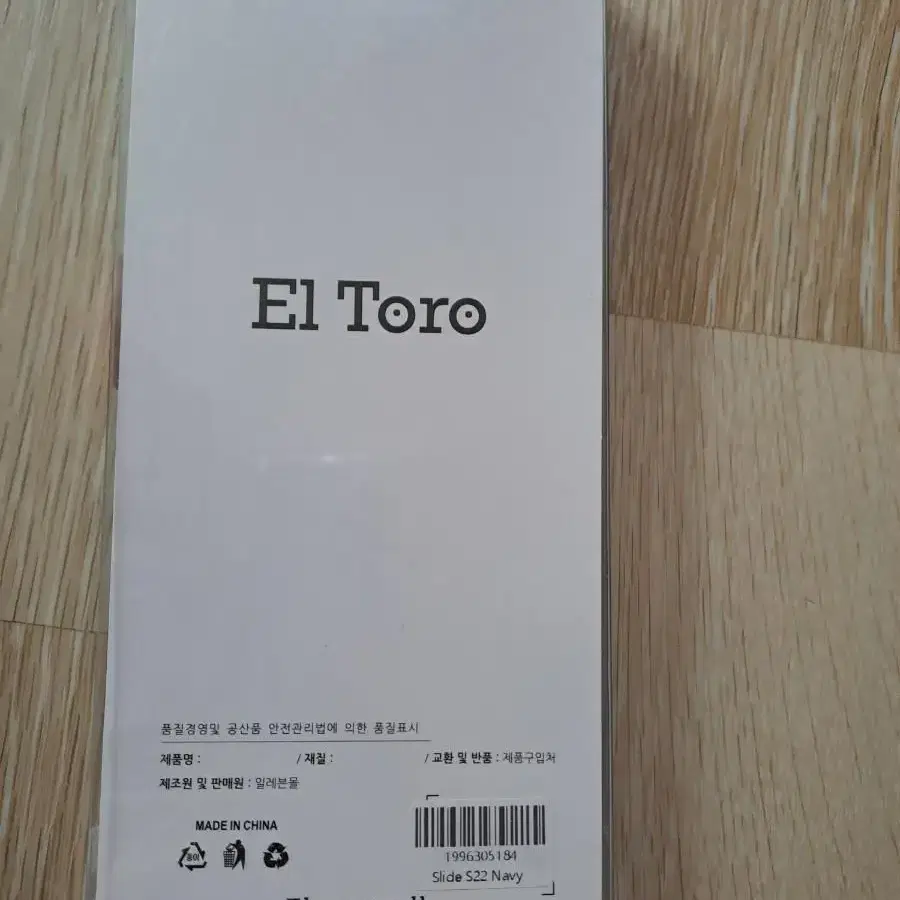 El Toro
품질경영및 공산품 안전관리법에 의한 품질표시
제품명 : / 재질 : / 교환 및 반품 : 제품구입처
제조원 및 판매원 : 일레븐몰
MADE IN CHINA
종이
1996305184
Slide S22 Navy